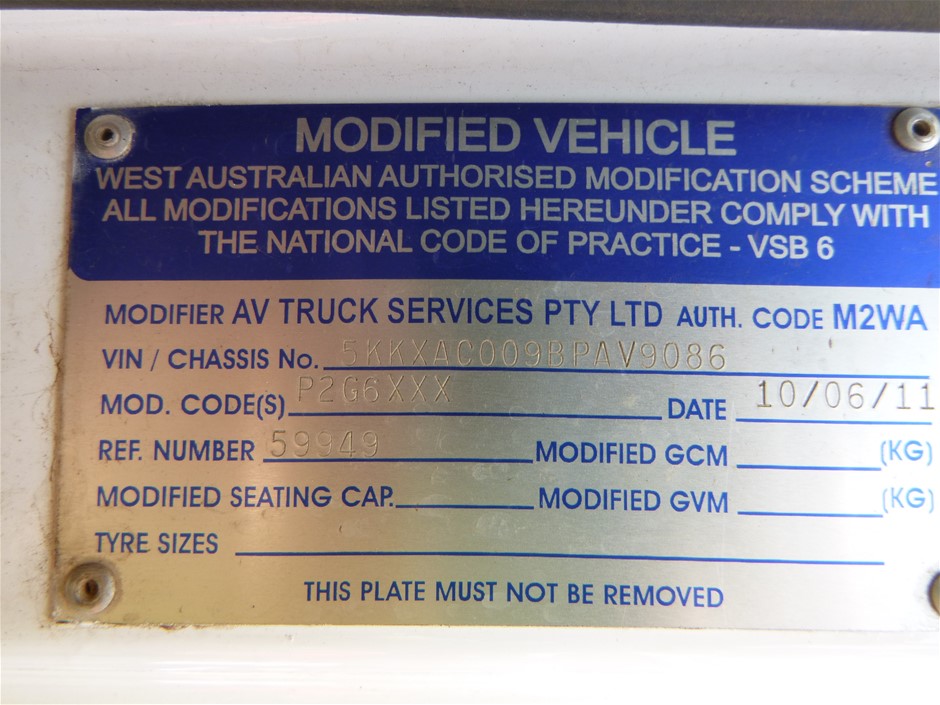 MODIFIED VEHICLE
WEST AUSTRALIAN AUTHORISED MODIFICATION SCHEME
ALL MODIFICATIONS LISTED HEREUNDER COMPLY WITH
THE NATIONAL CODE OF PRACTICE - VSB 6
MODIFIER AV TRUCK SERVICES PTY LTD AUTH. CODE M2WA
VIN / CHASSIS No. 5KKXAC009BPAV9086
MOD. CODE(S) P2G6XXX DATE 10/06/11
REF. NUMBER 59949 MODIFIED GCM (KG)
MODIFIED SEATING CAP. MODIFIED GVM (KG)
TYRE SIZES
THIS PLATE MUST NOT BE REMOVED